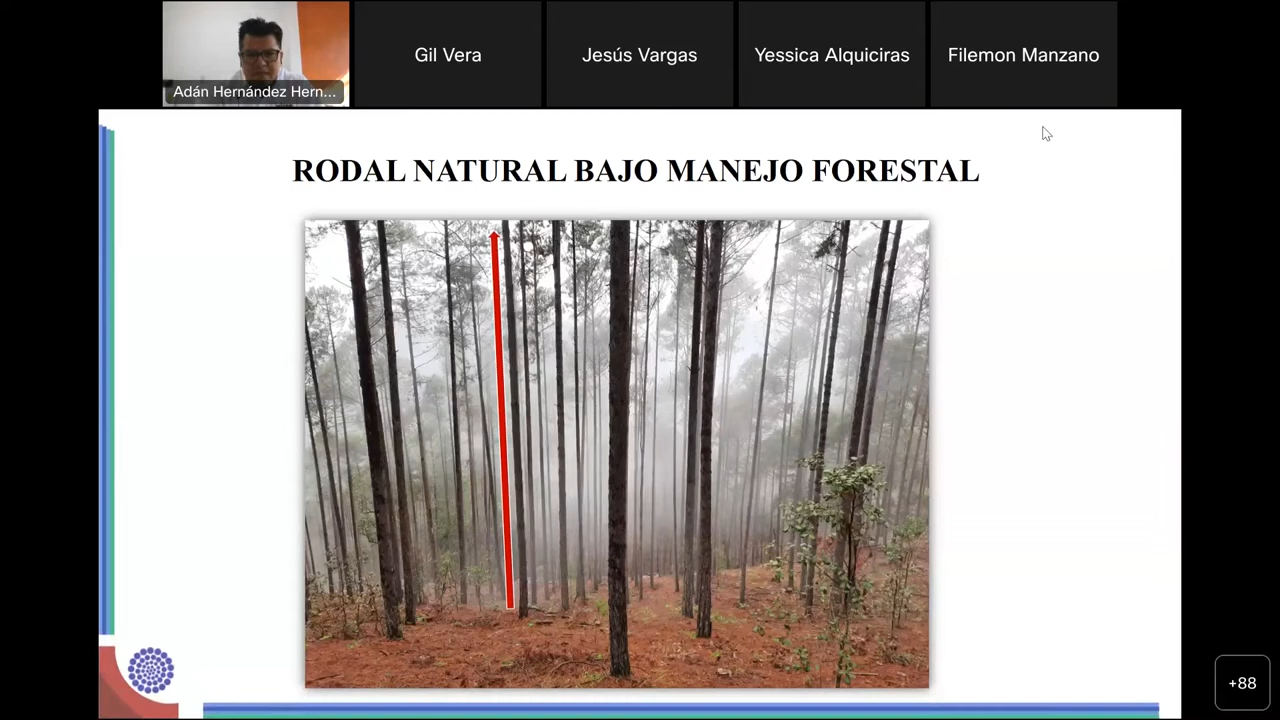 Adán Hernández Hern...
Gil Vera
Jesús Vargas
Yessica Alquiciras
Filemon Manzano
RODAL NATURAL BAJO MANEJO FORESTAL
+88